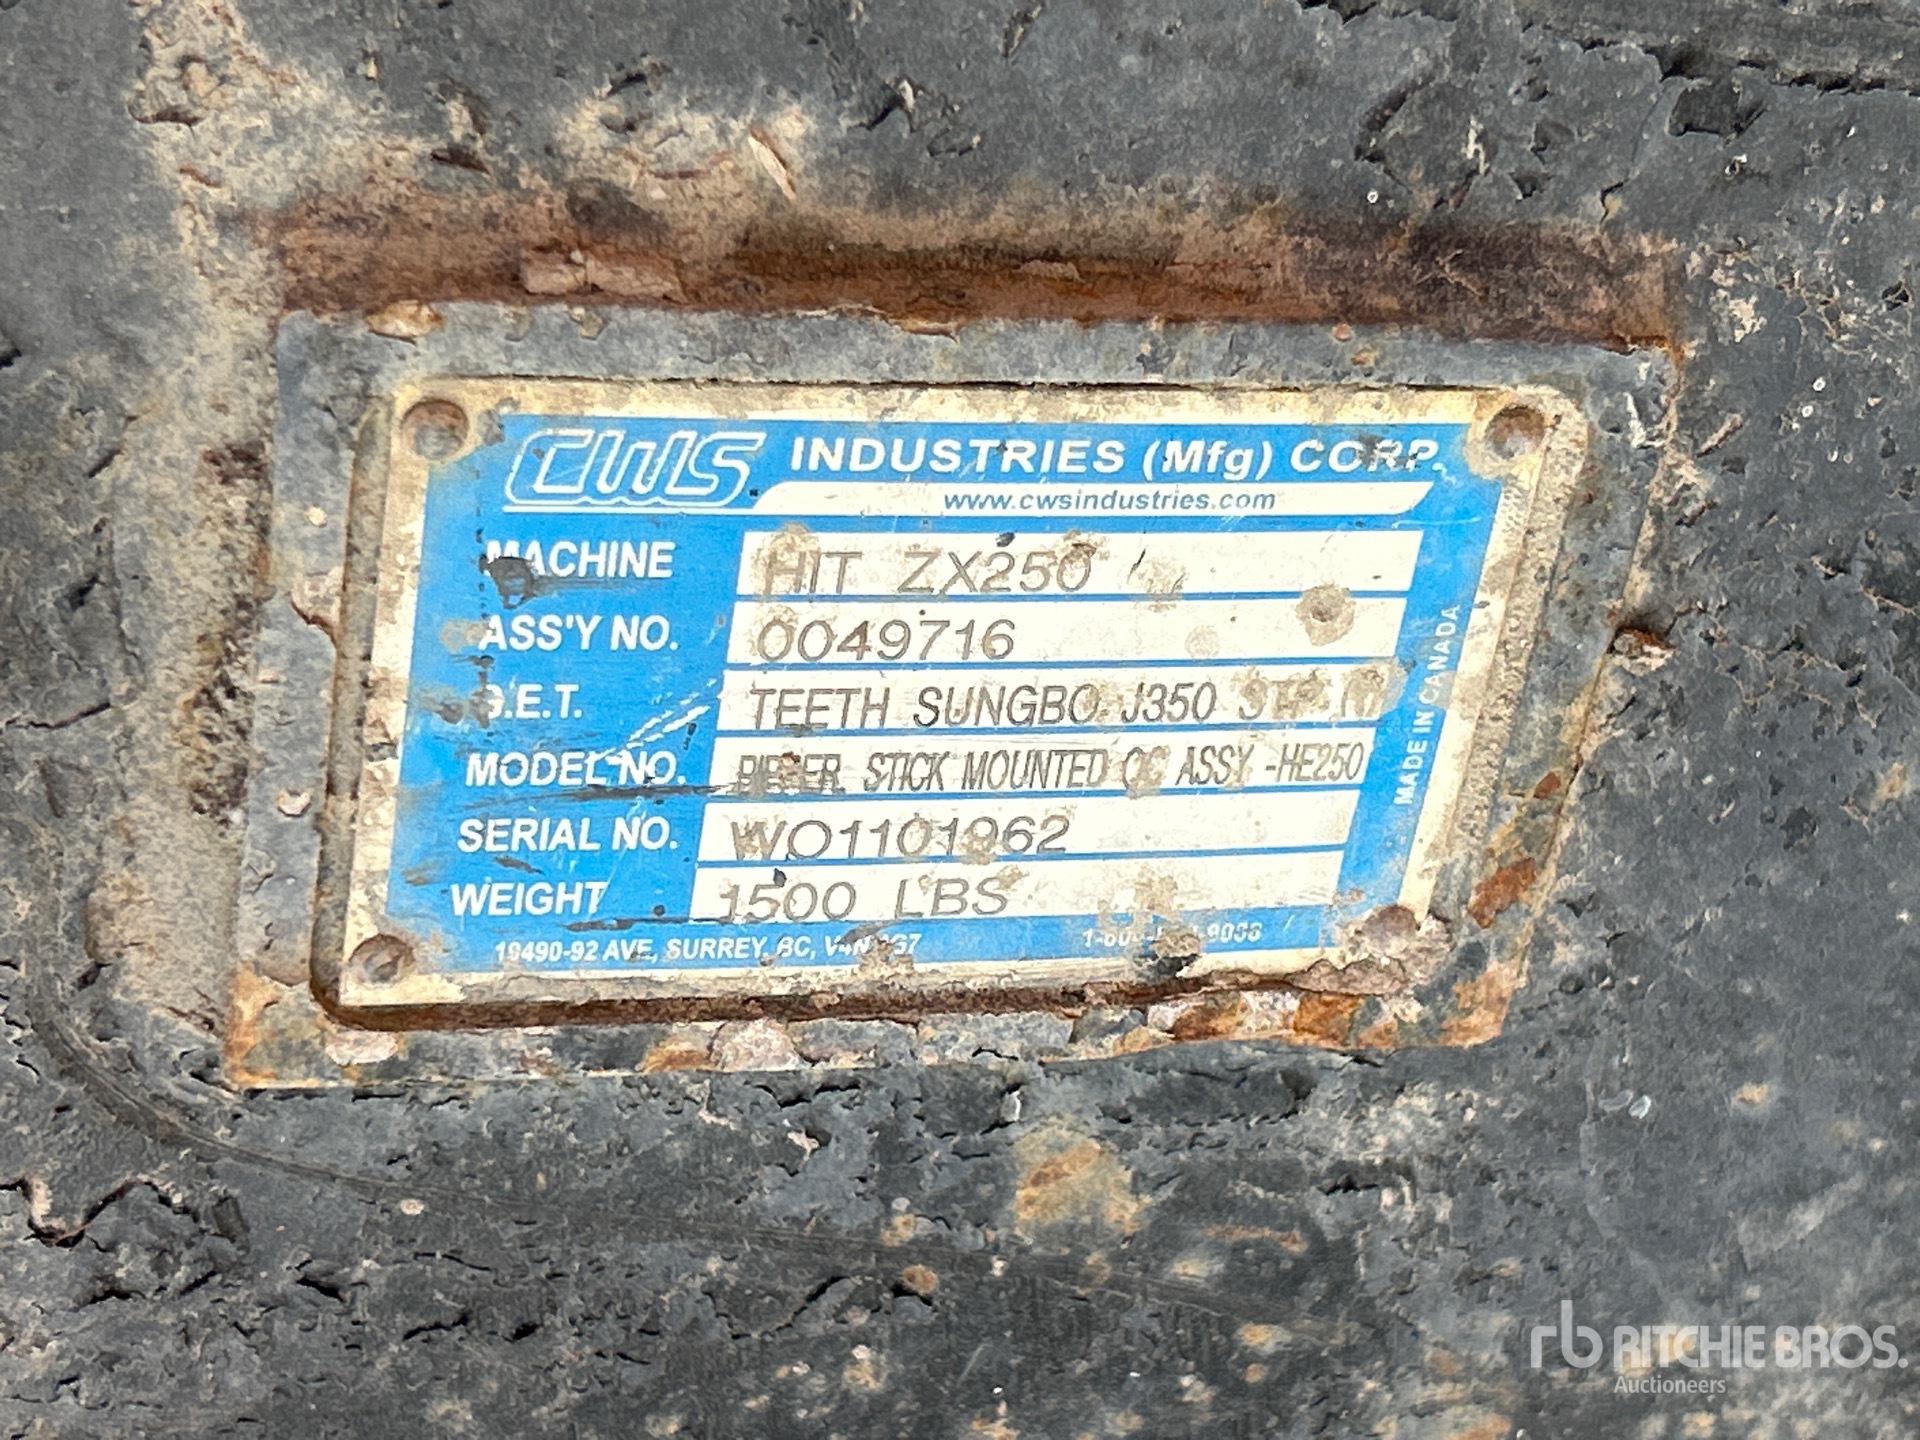 CWS INDUSTRIES (Mfg) CORP.
www.cwsindustries.com
MACHINE HIT ZX250
ASS'Y NO. 0049716
G.E.T. TEETH SUNGBO J350
MODEL NO. STICK MOUNTED QC ASSY -HE250
SERIAL NO. WO1101962
WEIGHT 1500 LBS
19490-92 AVE, SURREY, BC,
MADE IN CANADA
rb RITCHIE BROS.
Auctioneers